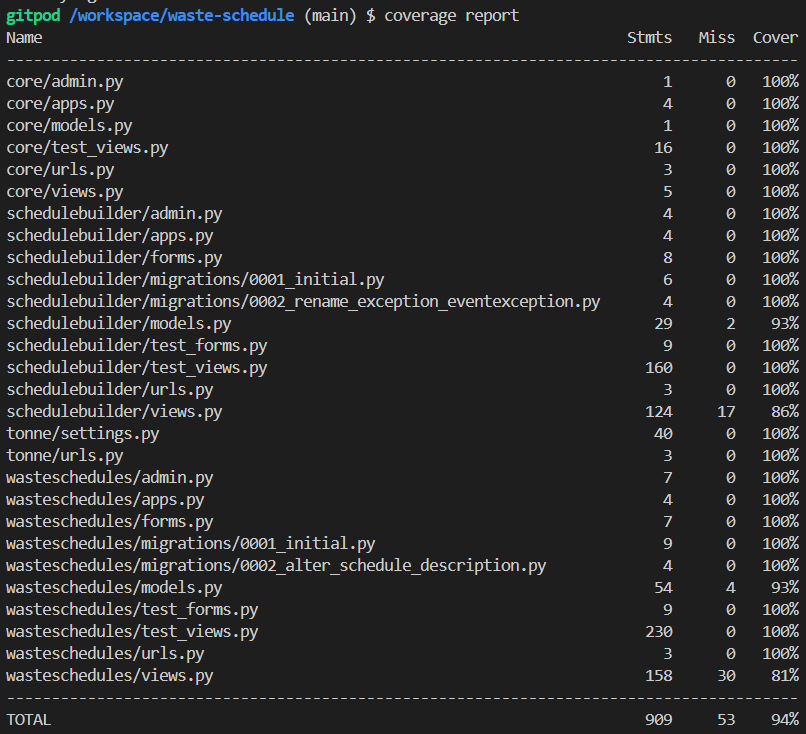 gitpod /workspace/waste-schedule (main) $ coverage report
Name Stmts Miss Cover
----------------------------------------------------------------------------------------
core/admin.py 1 0 100%
core/apps.py 4 0 100%
core/models.py 1 0 100%
core/test_views.py 16 0 100%
core/urls.py 3 0 100%
core/views.py 5 0 100%
schedulebuilder/admin.py 4 0 100%
schedulebuilder/apps.py 4 0 100%
schedulebuilder/forms.py 8 0 100%
schedulebuilder/migrations/0001_initial.py 6 0 100%
schedulebuilder/migrations/0002_rename_exception_eventexception.py 4 0 100%
schedulebuilder/models.py 29 2 93%
schedulebuilder/test_forms.py 9 0 100%
schedulebuilder/test_views.py 160 0 100%
schedulebuilder/urls.py 3 0 100%
schedulebuilder/views.py 124 17 86%
tonne/settings.py 40 0 100%
tonne/urls.py 3 0 100%
wasteschedules/admin.py 7 0 100%
wasteschedules/apps.py 4 0 100%
wasteschedules/forms.py 7 0 100%
wasteschedules/migrations/0001_initial.py 9 0 100%
wasteschedules/migrations/0002_alter_schedule_description.py 4 0 100%
wasteschedules/models.py 54 4 93%
wasteschedules/test_forms.py 9 0 100%
wasteschedules/test_views.py 230 0 100%
wasteschedules/urls.py 3 0 100%
wasteschedules/views.py 158 30 81%
----------------------------------------------------------------------------------------
TOTAL 909 53 94%